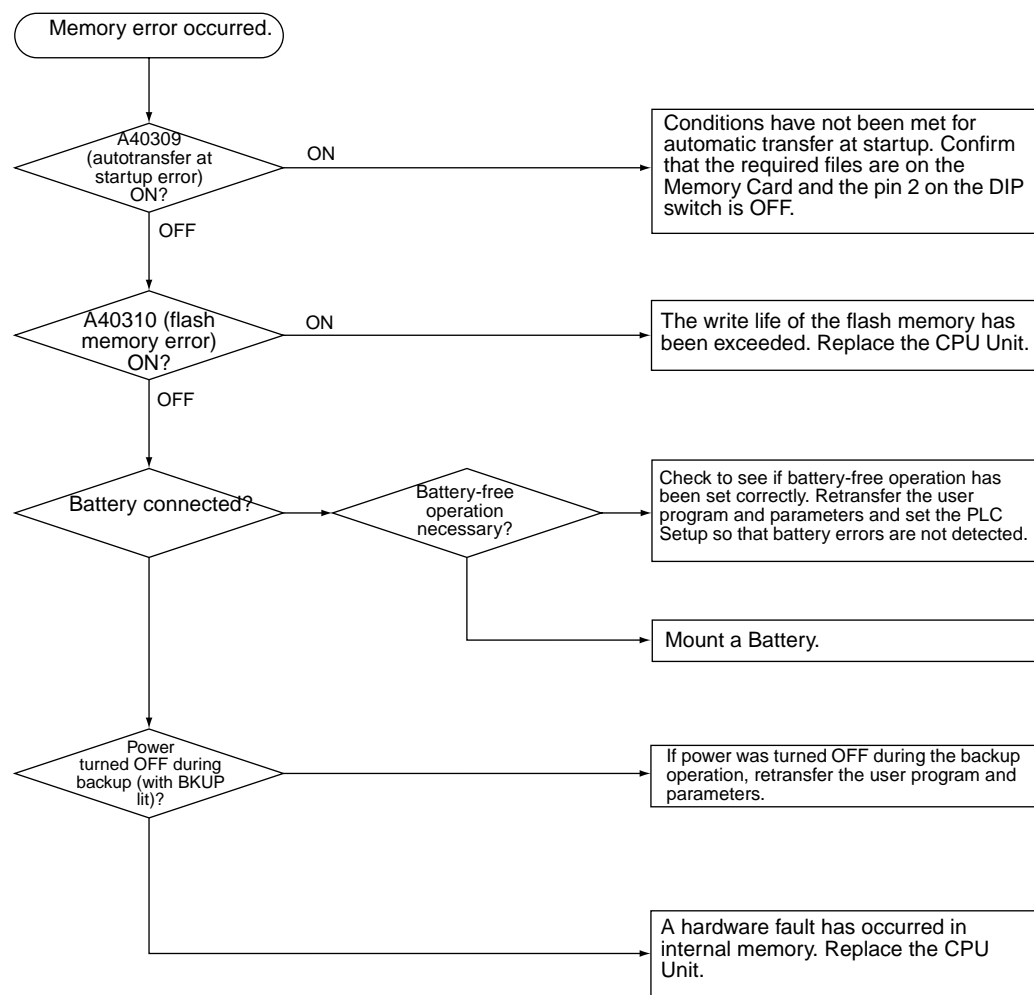 Memory error occurred.
A40309
(autotransfer at
startup error)
ON?
ON
Conditions have not been met for
automatic transfer at startup. Confirm
that the required files are on the
Memory Card and the pin 2 on the DIP
switch is OFF.
OFF
A40310 (flash
memory error)
ON?
ON
The write life of the flash memory has
been exceeded. Replace the CPU Unit.
OFF
Battery connected?
Battery-free
operation
necessary?
Check to see if battery-free operation has
been set correctly. Retransfer the user
program and parameters and set the PLC
Setup so that battery errors are not detected.
Mount a Battery.
Power
turned OFF during
backup (with BKUP
lit)?
If power was turned OFF during the backup
operation, retransfer the user program and
parameters.
A hardware fault has occurred in
internal memory. Replace the CPU
Unit.